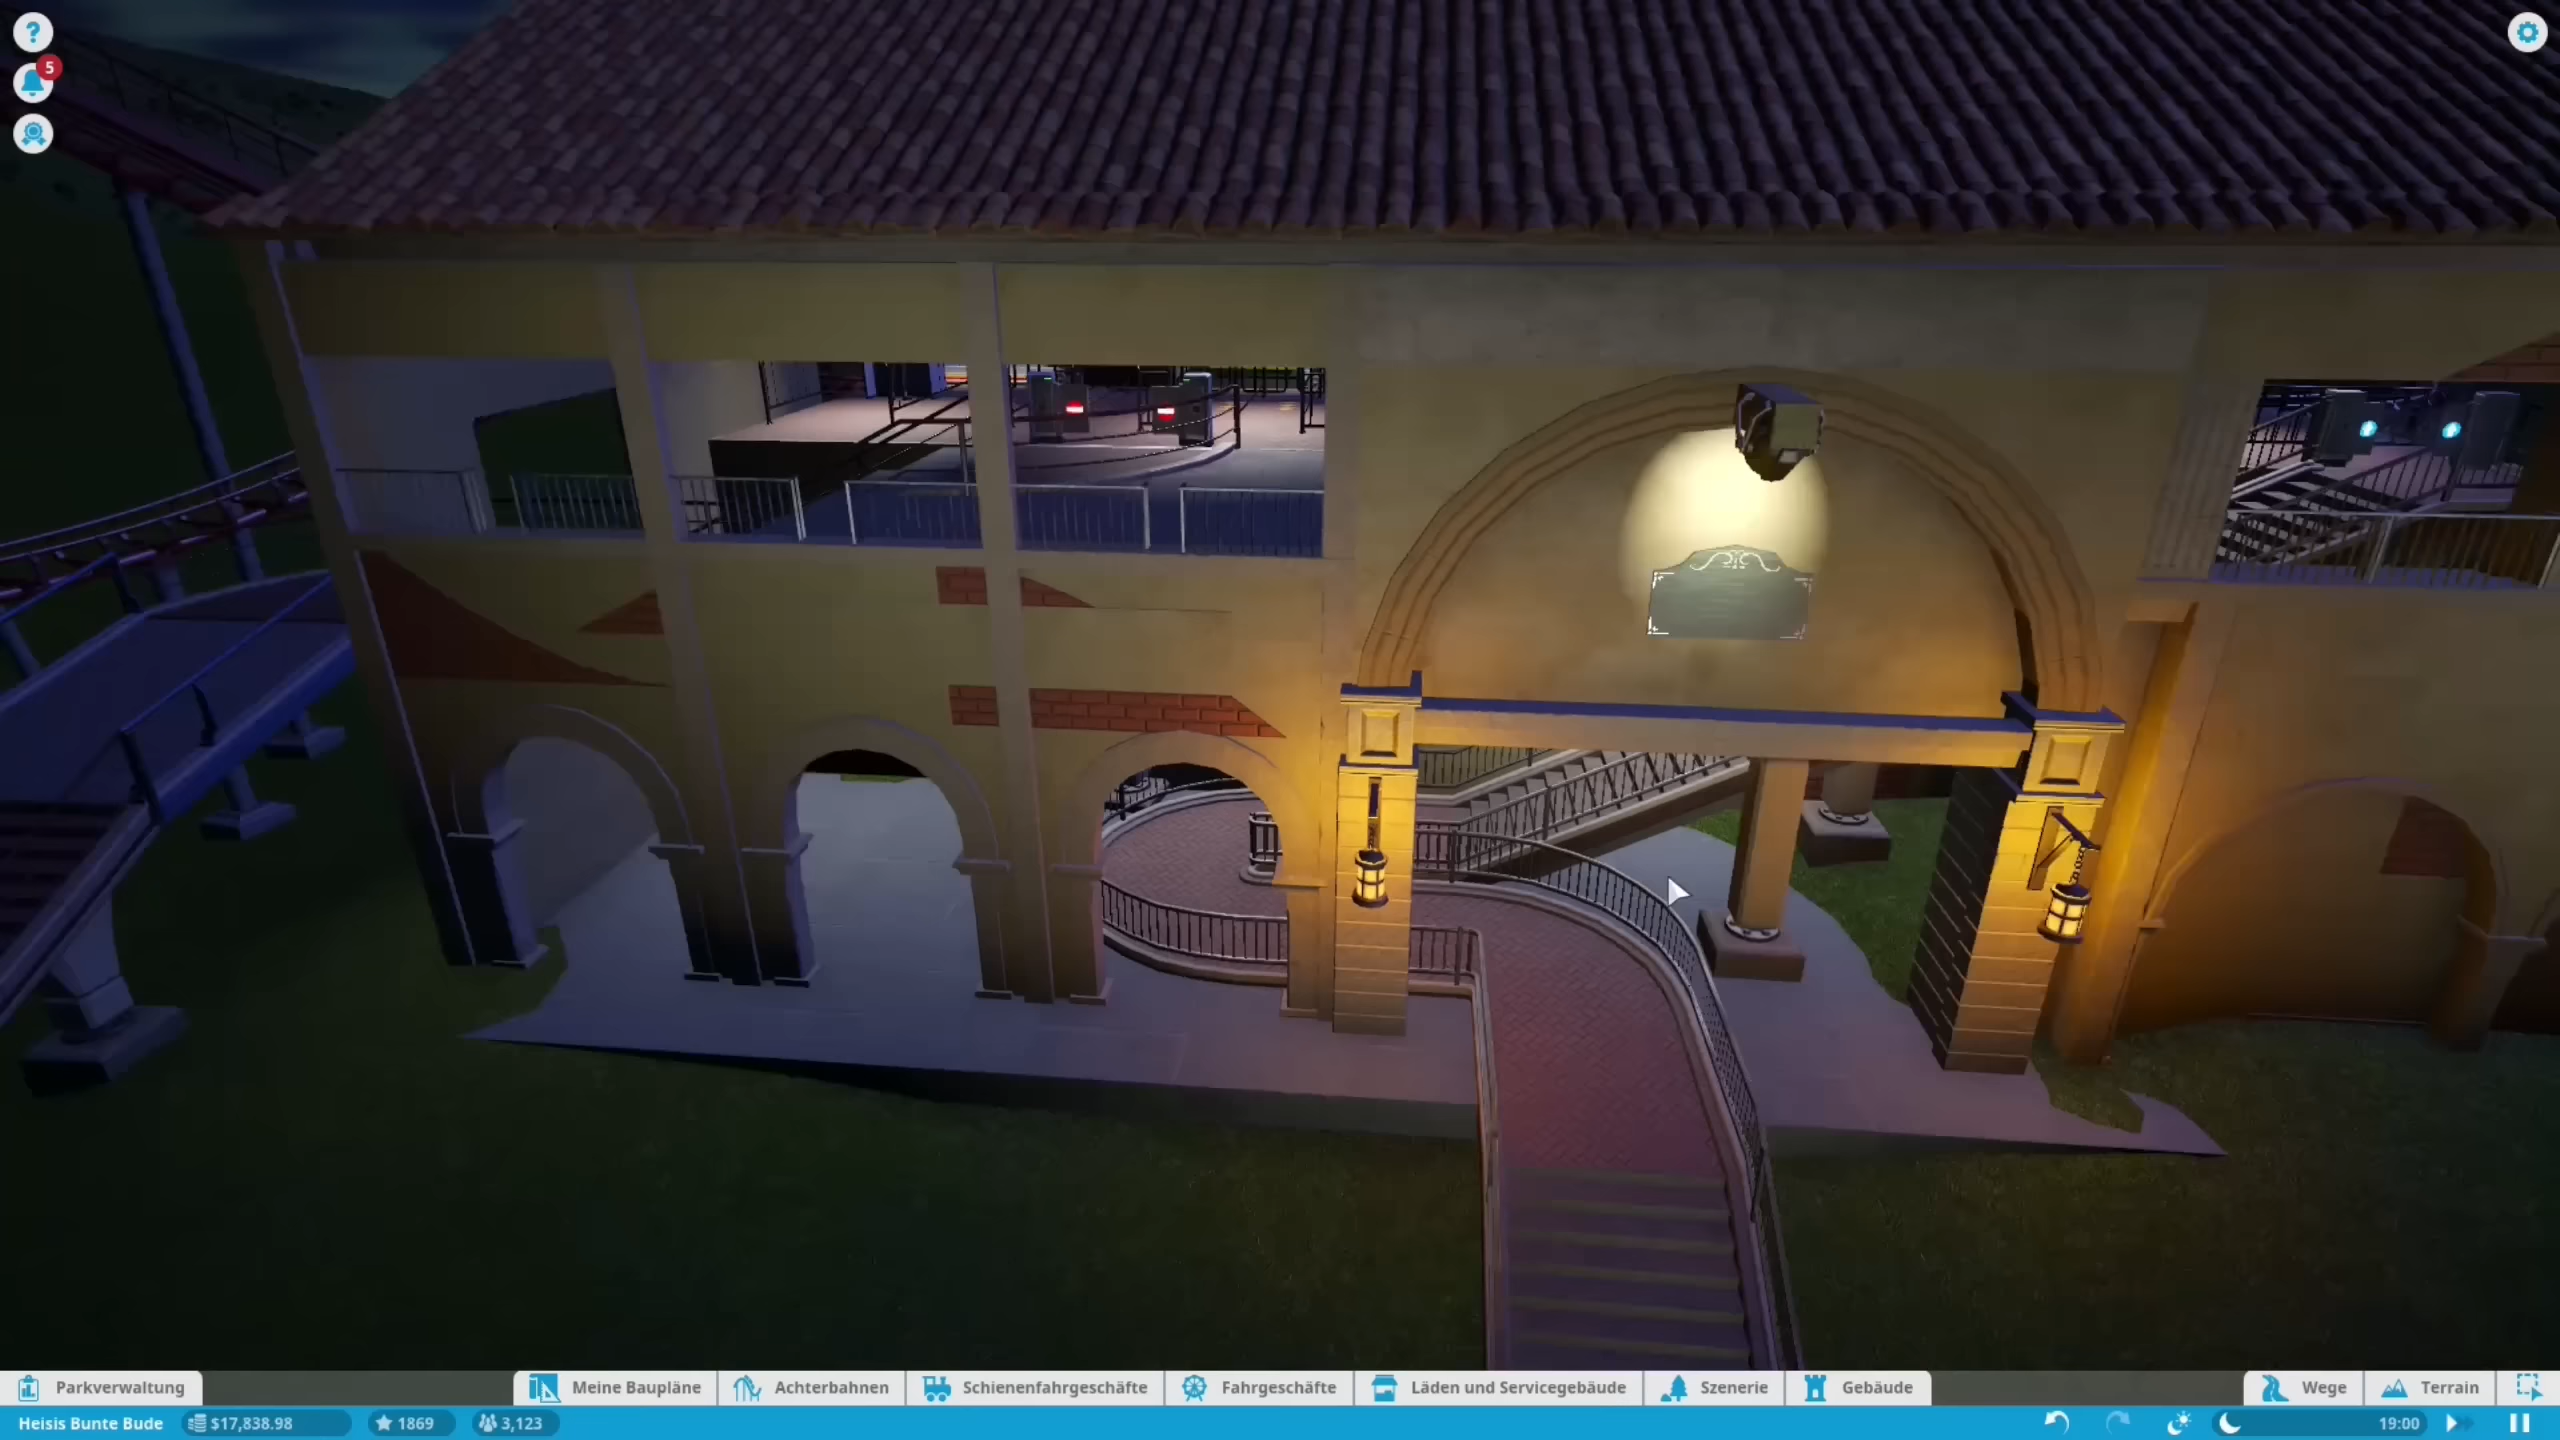 5
Parkverwaltung
Meine Baupläne
Achterbahnen
Schienenfahrgeschäfte
Fahrgeschäfte
Läden und Servicegebäude
Szenerie
Gebäude
Wege
Terrain
Heisis Bunte Bude
$17,838.98
1869
3,123
19:00